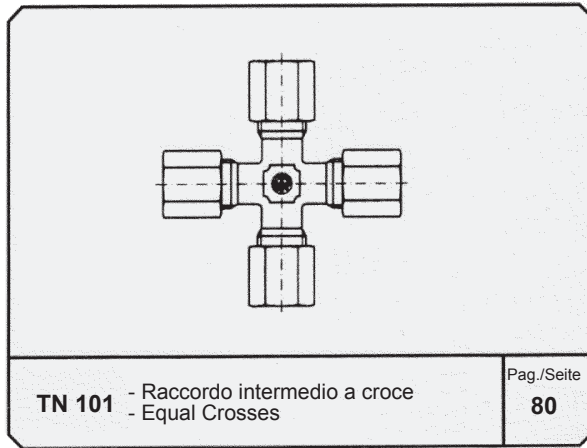 TN 101
- Raccordo intermedio a croce
- Equal Crosses
Pag./Seite
80